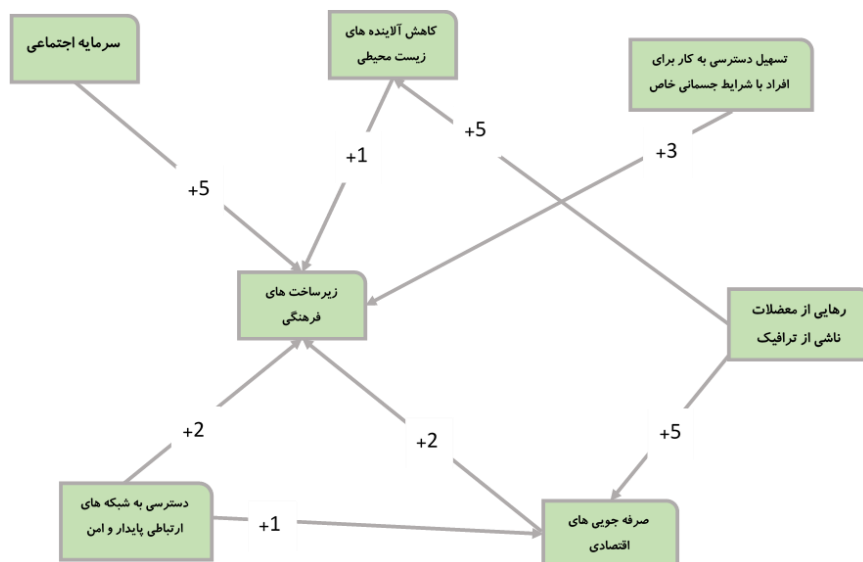 سرمایه اجتماعی
کاهش آلاینده های
زیست محیطی
تسهیل دسترسی به کار برای
افراد با شرایط جسمانی خاص
+5
+1
+5
+3
زیرساخت های
فرهنگی
رهایی از معضلات
ناشی از ترافیک
+2
+2
+5
دسترسی به شبکه های
ارتباطی پایدار و امن
+1
صرفه جویی های
اقتصادی